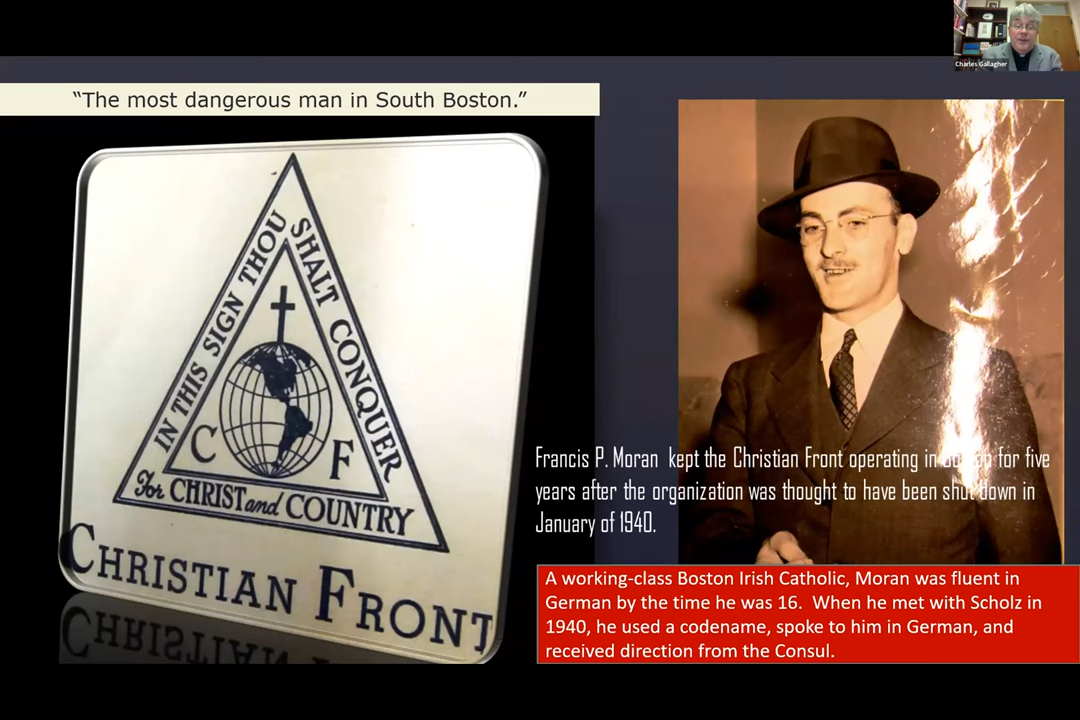 Charles Gallagher
“The most dangerous man in South Boston.”
IN THIS SIGN THOU
SHALT CONQUER
C F
For CHRIST and COUNTRY
CHRISTIAN FRONT
Francis P. Moran kept the Christian Front operating in Boston for five
years after the organization was thought to have been shut down in
January of 1940.
A working-class Boston Irish Catholic, Moran was fluent in
German by the time he was 16. When he met with Scholz in
1940, he used a codename, spoke to him in German, and
received direction from the Consul.